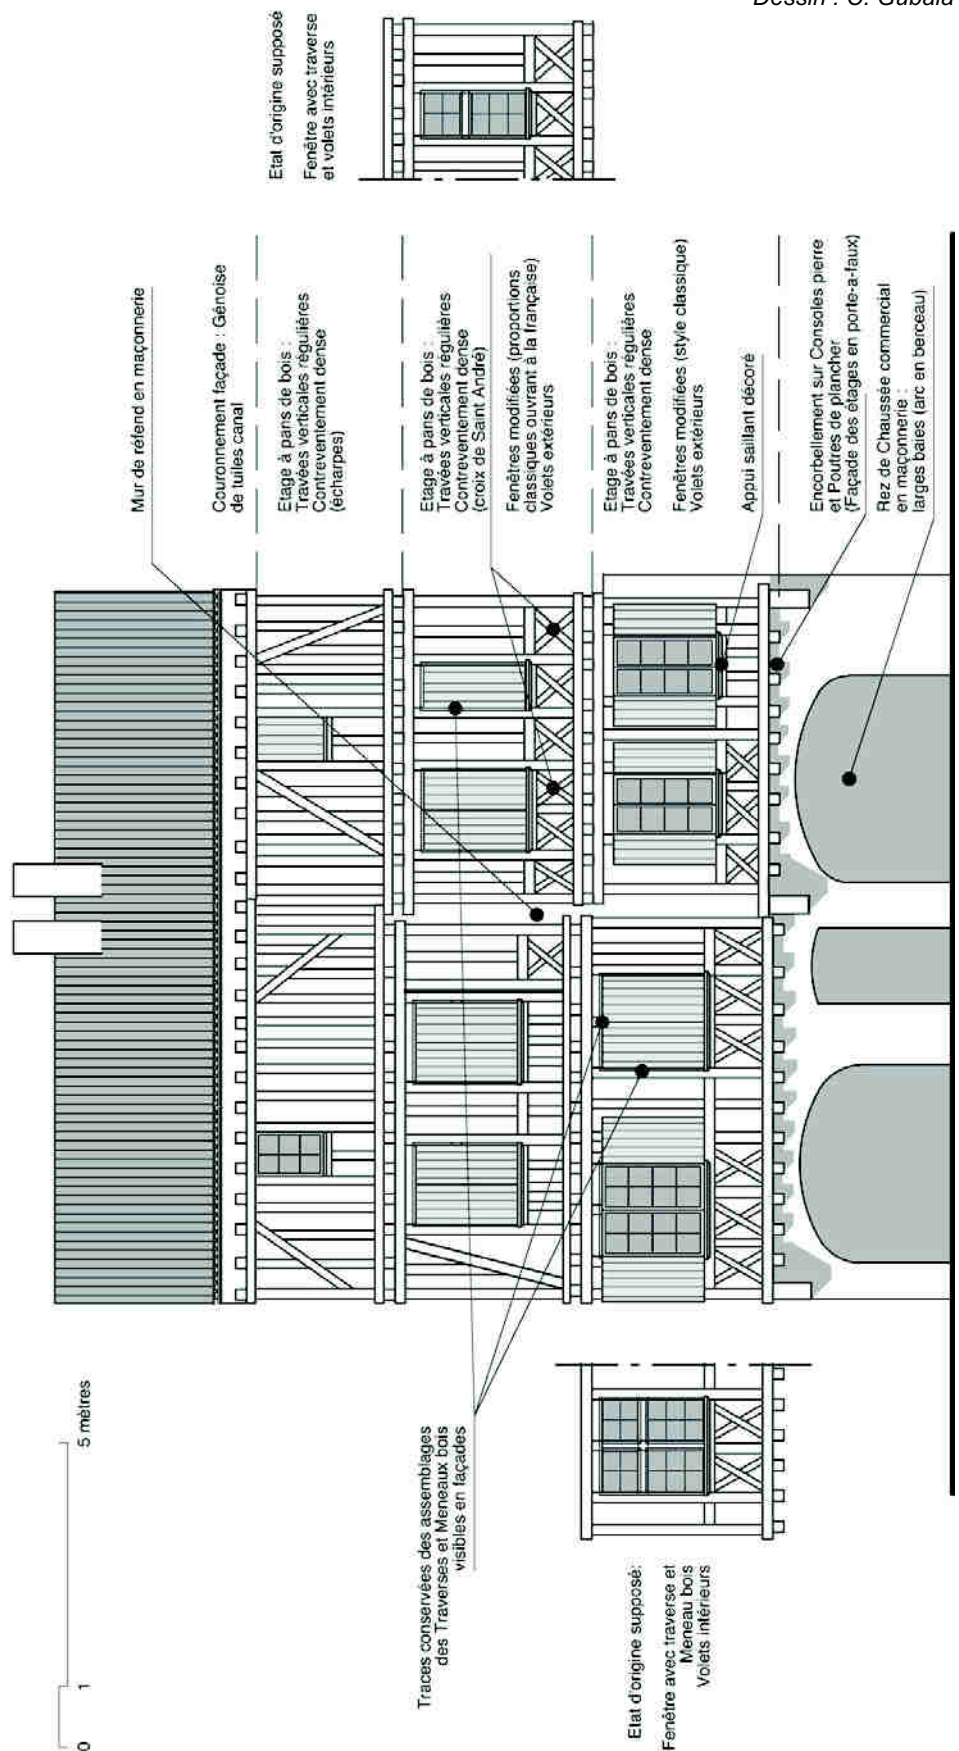 Dessin : C. Gubala
Etat d'origine supposé
Fenêtre avec traverse
et volets intérieurs
Mur de réfend en maçonnerie
Couronnement façade : Génoise
de tuiles canal
Etage à pans de bois :
Travées verticales régulières
Contreventement dense
(écharpes)
Etage à pans de bois :
Travées verticales régulières
Contreventement dense
(croix de Saint André)
Fenêtres modifiées (proportions
classiques ouvrant à la française)
Volets extérieurs
Etage à pans de bois :
Travées verticales régulières
Contreventement dense
Fenêtres modifiées (style classique)
Volets extérieurs
Appui saillant décoré
Encorbellement sur Consoles pierre
et Poutres de plancher
(Façade des étages en porte-a-faux)
Rez de Chaussée commercial
en maçonnerie :
larges baies (arc en berceau)
Traces conservées des assemblages
des Traverses et Meneaux bois
visibles en façades
Etat d'origine supposé:
Fenêtre avec traverse et
Meneau bois
Volets intérieurs
0
1
5 mètres